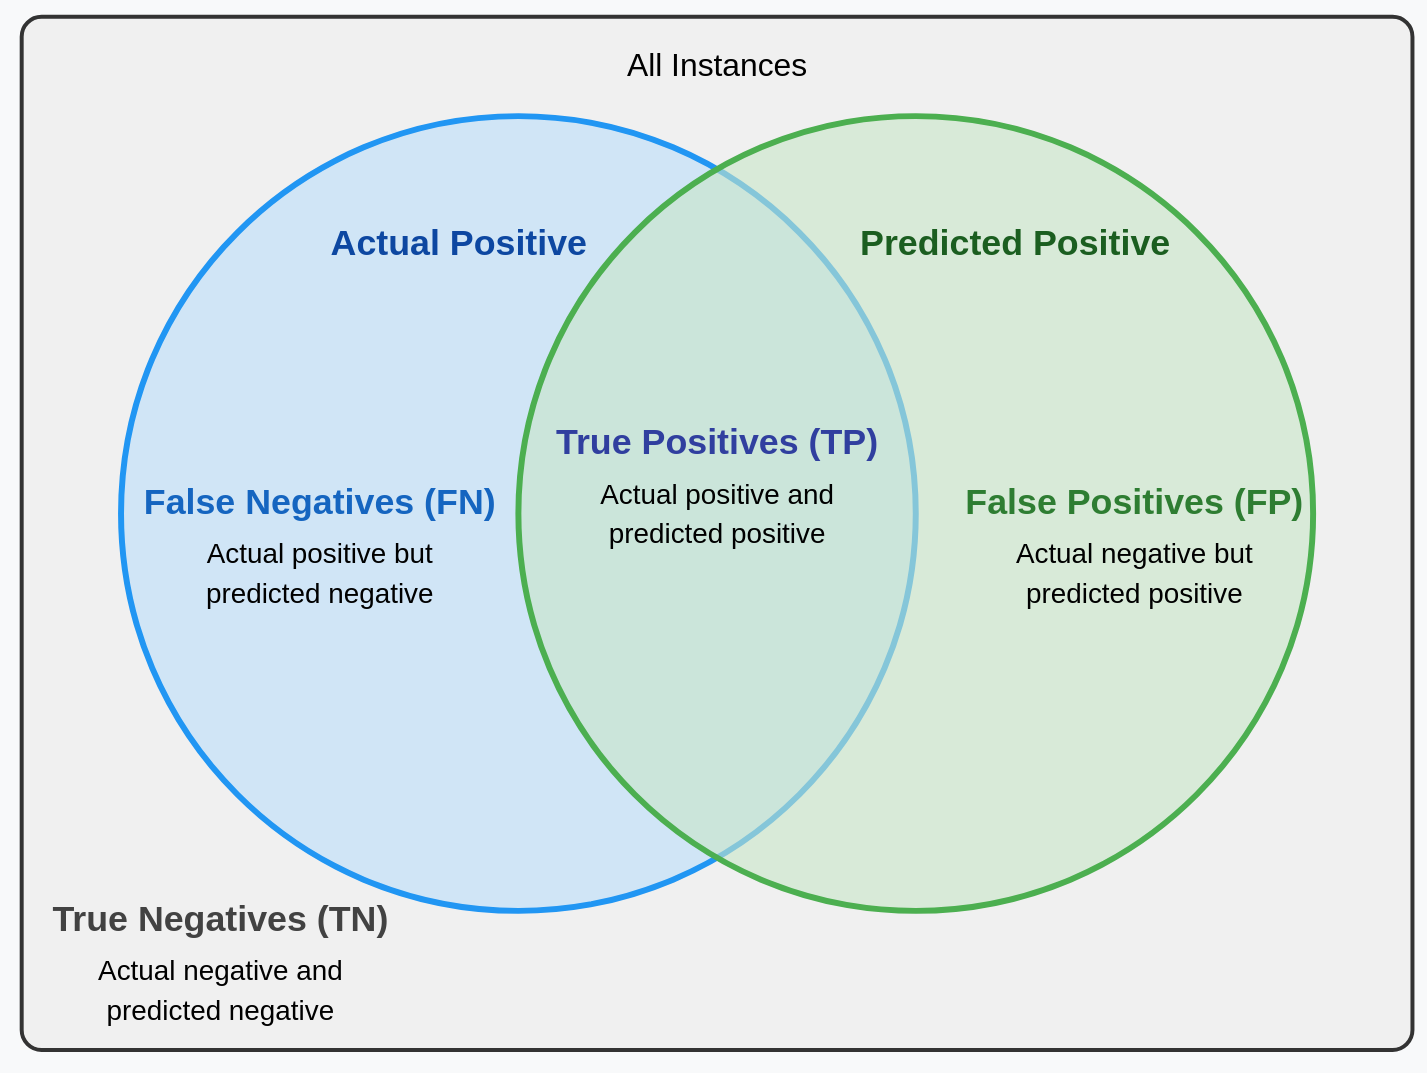 All Instances
Actual Positive
Predicted Positive
True Positives (TP)
Actual positive and
predicted positive
False Negatives (FN)
Actual positive but
predicted negative
False Positives (FP)
Actual negative but
predicted positive
True Negatives (TN)
Actual negative and
predicted negative